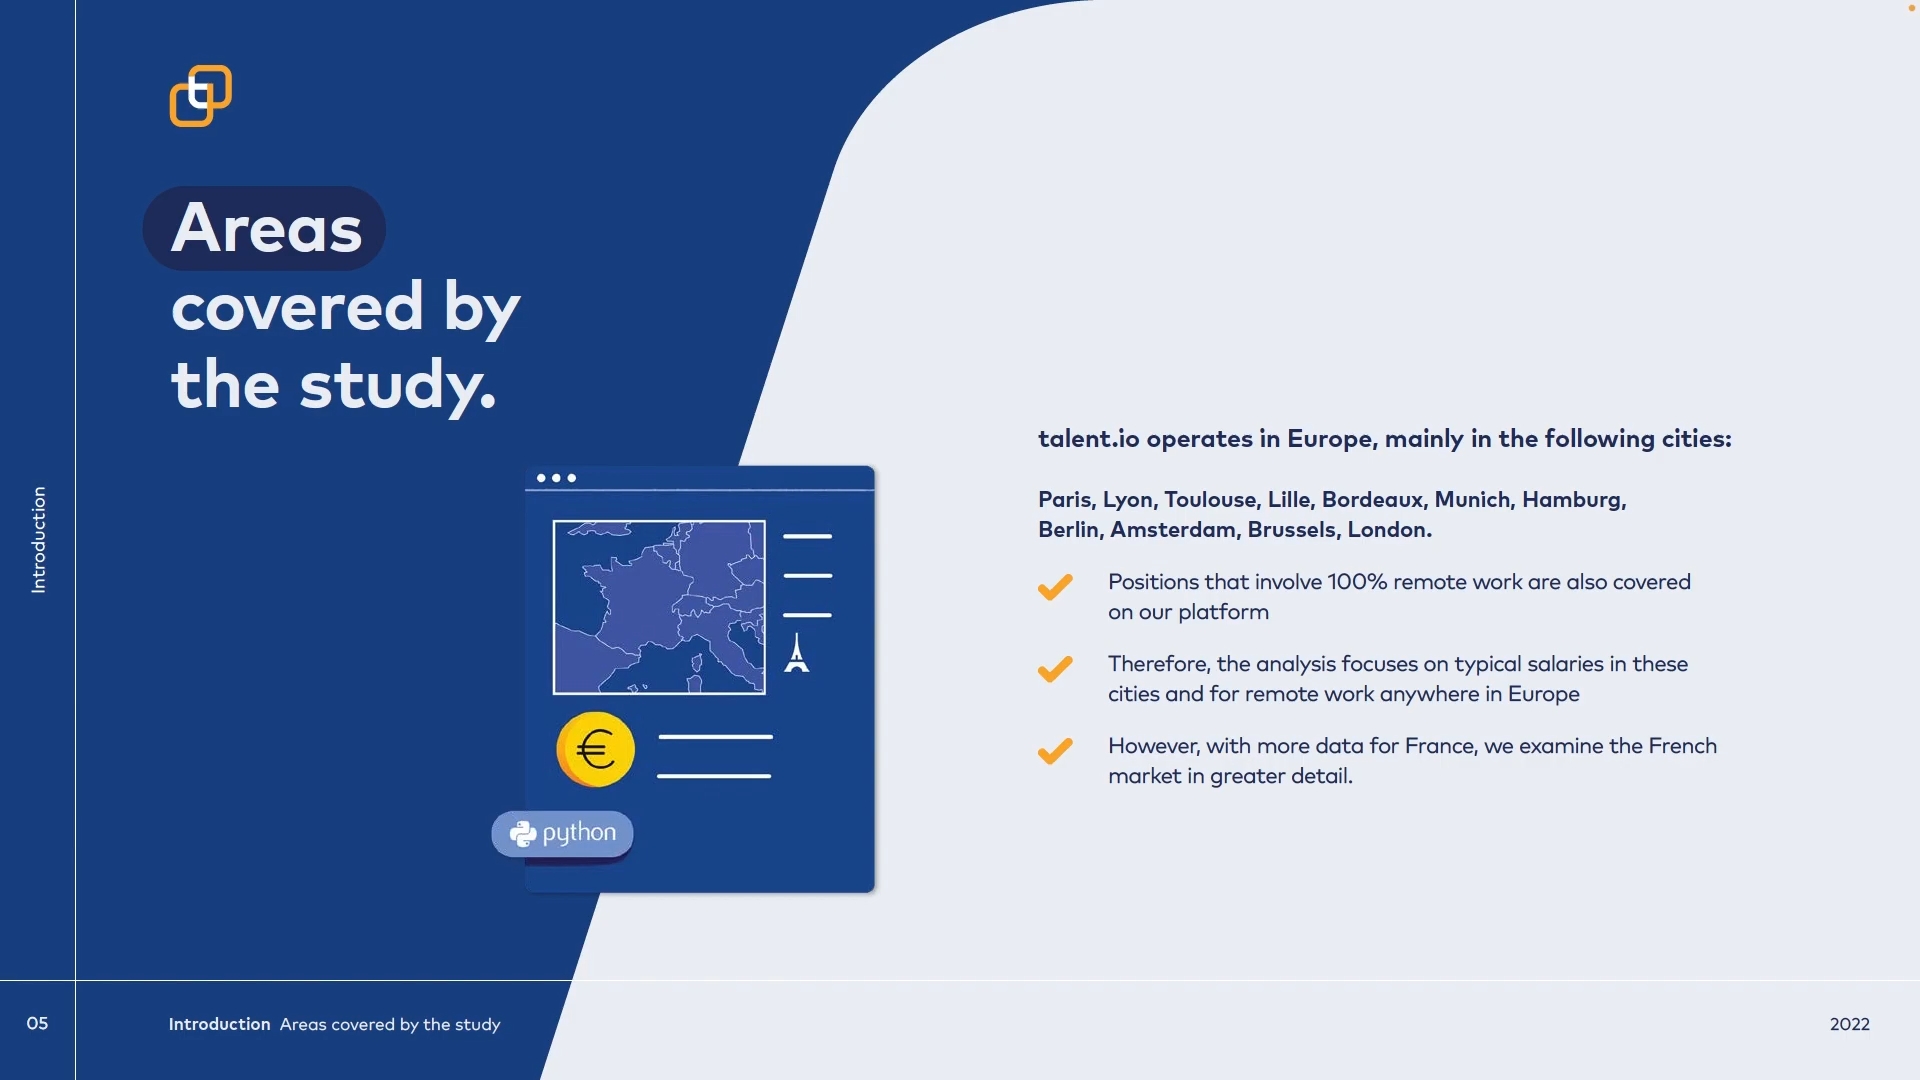 Areas
covered by
the study.
Introduction
talent.io operates in Europe, mainly in the following cities:
Paris, Lyon, Toulouse, Lille, Bordeaux, Munich, Hamburg,
Berlin, Amsterdam, Brussels, London.
Positions that involve 100% remote work are also covered
on our platform
Therefore, the analysis focuses on typical salaries in these
cities and for remote work anywhere in Europe
However, with more data for France, we examine the French
market in greater detail.
€
python
05
Introduction Areas covered by the study
2022